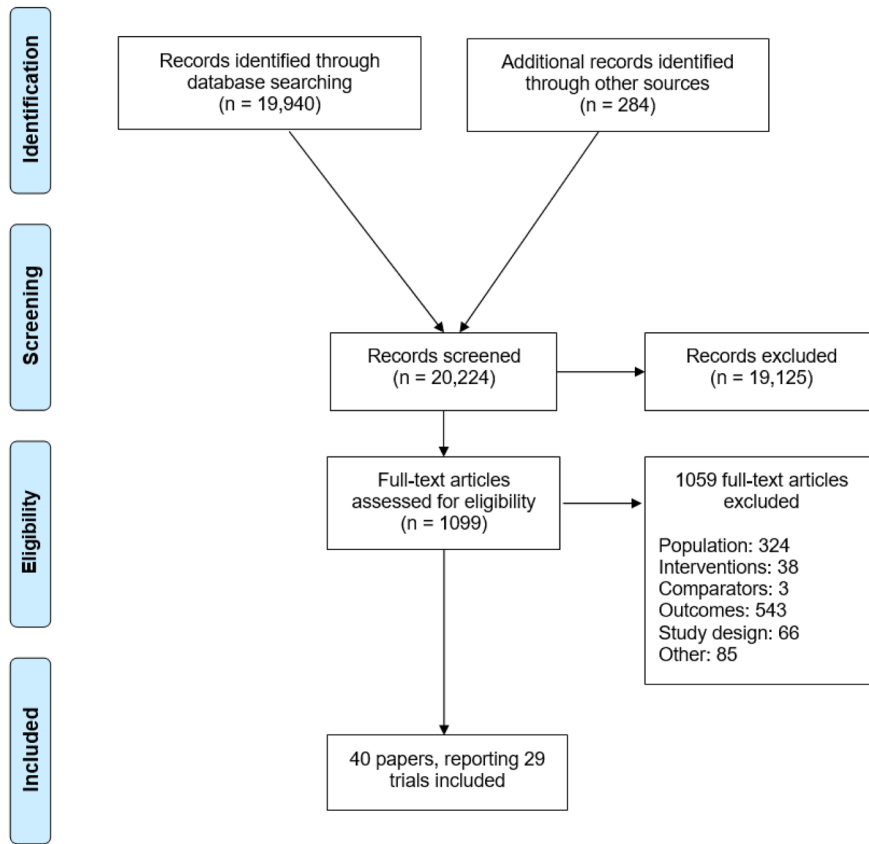 Identification
Records identified through
database searching
(n = 19,940)
Additional records identified
through other sources
(n = 284)
Screening
Records screened
(n = 20,224)
Records excluded
(n = 19,125)
Eligibility
Full-text articles
assessed for eligibility
(n = 1099)
1059 full-text articles
excluded
Population: 324
Interventions: 38
Comparators: 3
Outcomes: 543
Study design: 66
Other: 85
Included
40 papers, reporting 29
trials included